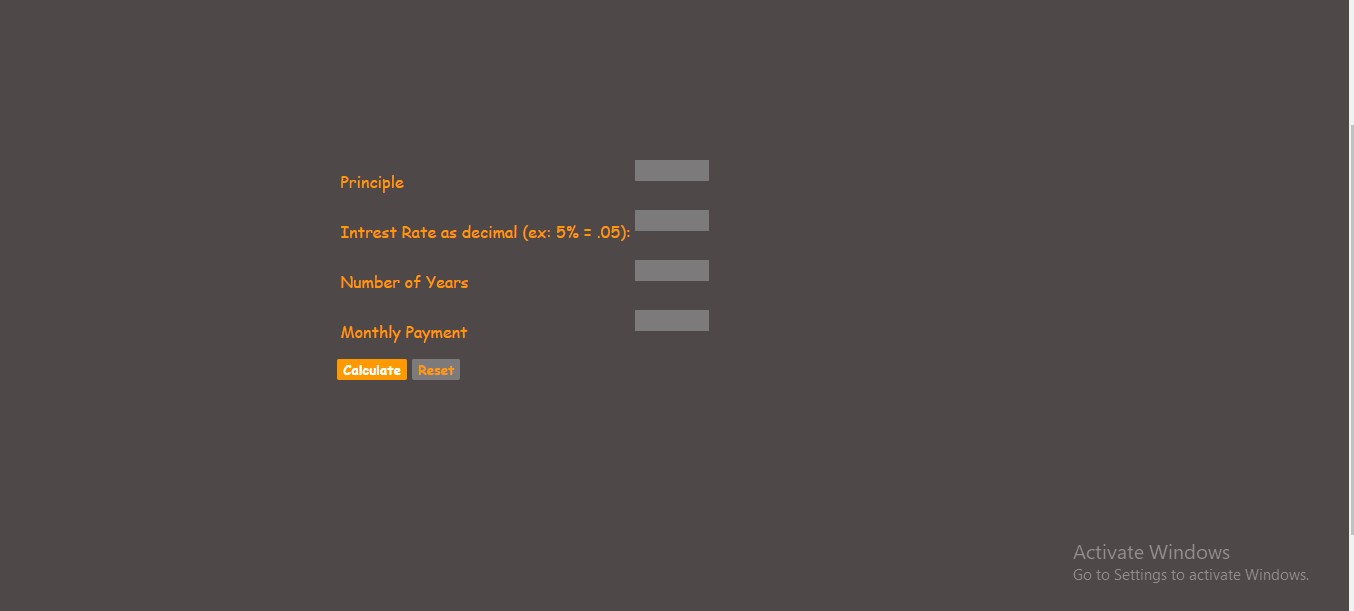 Principle
Intrest Rate as decimal (ex: 5% = .05):
Number of Years
Monthly Payment
Calculate Reset
Activate Windows
Go to Settings to activate Windows.